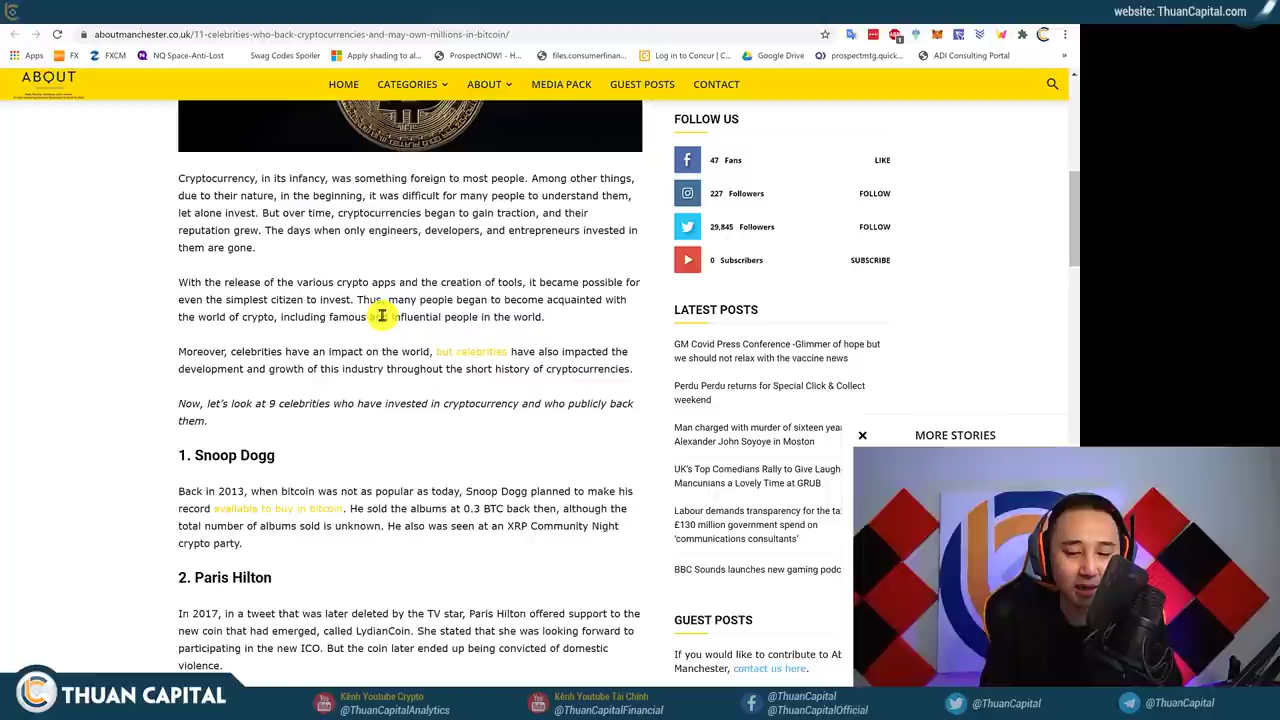 website: ThuanCapital.com
aboutmanchester.co.uk/11-celebrities-who-back-cryptocurrencies-and-may-own-millions-in-bitcoin/
Apps
FX
FXCM
NQ Space-Anti-Lost
Swag Codes Spoiler
Apply shading to al...
ProspectNOW! - H...
files.consumerfinan...
Log in to Concur | C...
Google Drive
prospectmtg.quick...
ADI Consulting Portal
ABOUT
HOME
CATEGORIES
ABOUT
MEDIA PACK
GUEST POSTS
CONTACT
Cryptocurrency, in its infancy, was something foreign to most people. Among other things,
due to their nature, in the beginning, it was difficult for many people to understand them,
let alone invest. But over time, cryptocurrencies began to gain traction, and their
reputation grew. The days when only engineers, developers, and entrepreneurs invested in
them are gone.
With the release of the various crypto apps and the creation of tools, it became possible for
even the simplest citizen to invest. Thus, many people began to become acquainted with
the world of crypto, including famous and influential people in the world.
Moreover, celebrities have an impact on the world, but celebrities have also impacted the
development and growth of this industry throughout the short history of cryptocurrencies.
Now, let's look at 9 celebrities who have invested in cryptocurrency and who publicly back
them.
1. Snoop Dogg
Back in 2013, when bitcoin was not as popular as today, Snoop Dogg planned to make his
record available to buy in bitcoin. He sold the albums at 0.3 BTC back then, although the
total number of albums sold is unknown. He also was seen at an XRP Community Night
crypto party.
2. Paris Hilton
In 2017, in a tweet that was later deleted by the TV star, Paris Hilton offered support to the
new coin that had emerged, called LydianCoin. She stated that she was looking forward to
participating in the new ICO. But the coin later ended up being convicted of domestic
violence.
FOLLOW US
47 Fans LIKE
227 Followers FOLLOW
29,845 Followers FOLLOW
0 Subscribers SUBSCRIBE
LATEST POSTS
GM Covid Press Conference -Glimmer of hope but
we should not relax with the vaccine news
Perdu Perdu returns for Special Click & Collect
weekend
Man charged with murder of sixteen year
Alexander John Soyoye in Moston
UK's Top Comedians Rally to Give Laugh
Mancunians a Lovely Time at GRUB
Labour demands transparency for the ta
£130 million government spend on
'communications consultants'
BBC Sounds launches new gaming podc
MORE STORIES
GUEST POSTS
If you would like to contribute to Ab
Manchester, contact us here.
THUAN CAPITAL
Kênh Youtube Crypto
@ThuanCapitalAnalytics
Kênh Youtube Tài Chính
@ThuanCapitalFinancial
@ThuanCapital
@ThuanCapitalOfficial
@ThuanCapital
@ThuanCapital